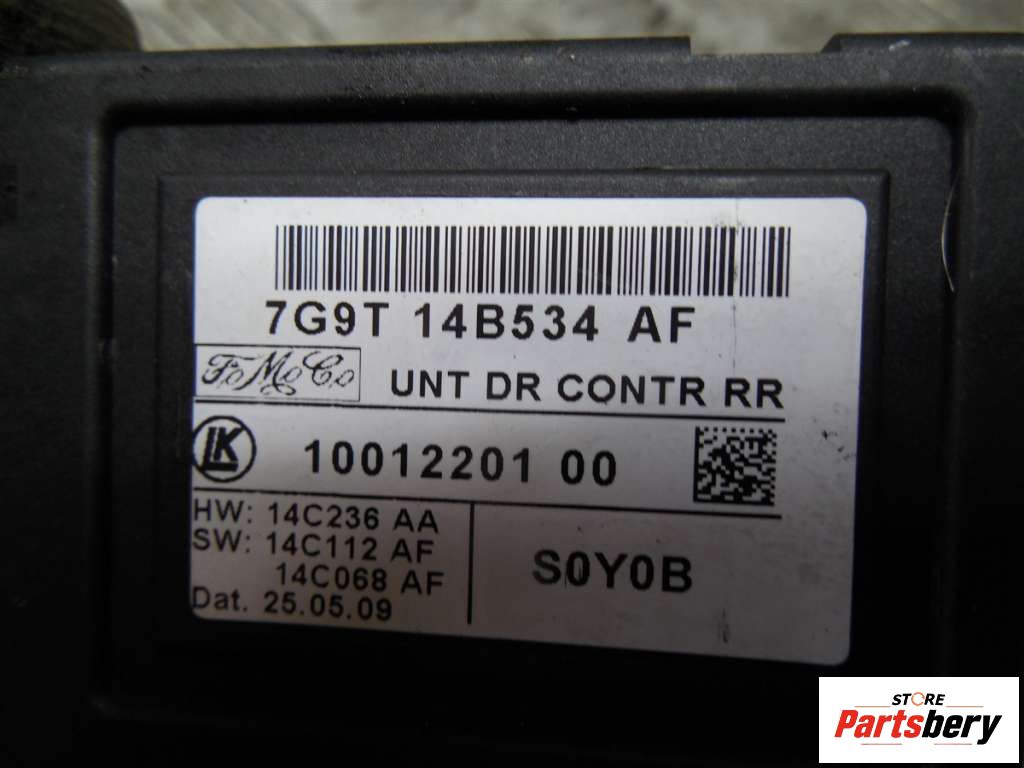 7G9T 14B534 AF
FoMoCo UNT DR CONTR RR
LK 10012201 00
HW: 14C236 AA
SW: 14C112 AF
14C068 AF
Dat. 25.05.09
S0Y0B
STORE
Partsbery